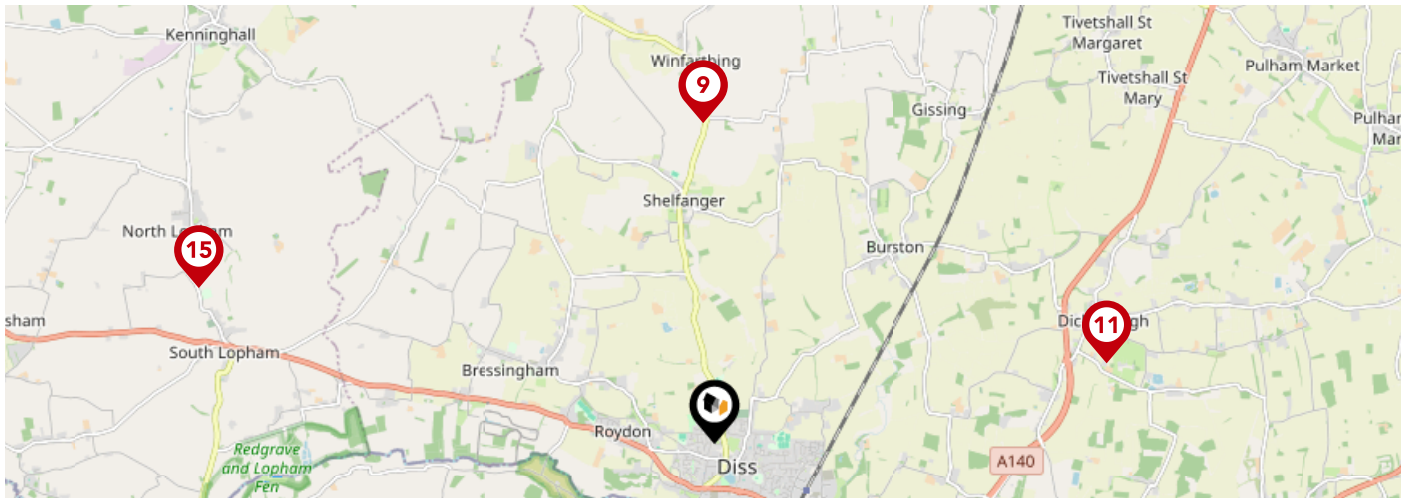 Kenninghall
Winfarthing
9
Tivetshall St
Margaret
Tivetshall St
Mary
Pulham Market
Gissing
Shelfanger
North
15
Burston
sham
South Lopham
11
Bressingham
Roydon
Diss
Redgrave
and Lopham
Fen
A140